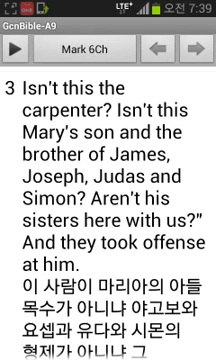 LTE 오전 7:39
GcnBible-A9
Mark 6Ch
3 Isn't this the
carpenter? Isn't this
Mary's son and the
brother of James,
Joseph, Judas and
Simon? Aren't his
sisters here with us?"
And they took offense
at him.
이 사람이 마리아의 아들
목수가 아니냐 야고보와
요셉과 유다와 시몬의
형제가 아니냐 그